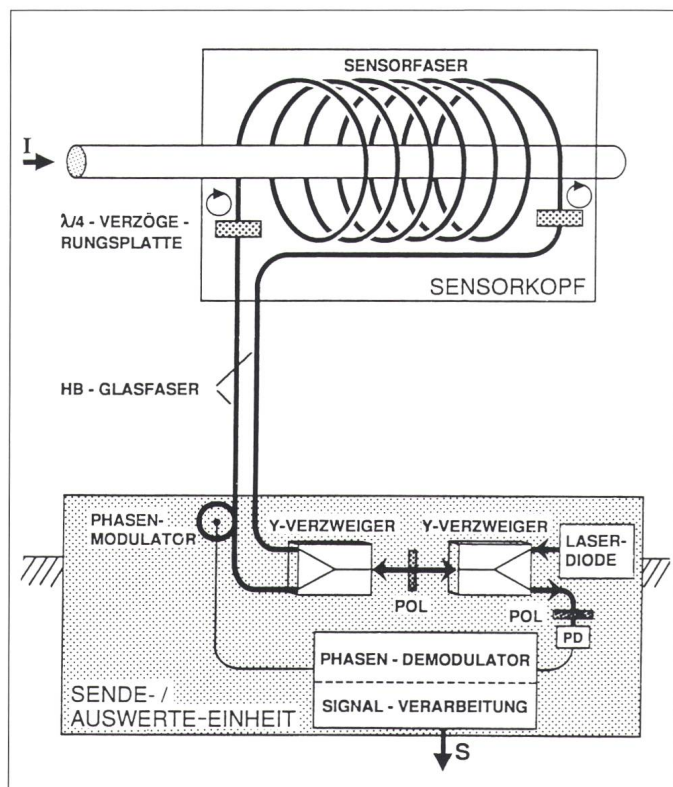 SENSORFASER
I
λ/4 - VERZÖGE -
RUNGSPLATTE
SENSORKOPF
HB - GLASFASER
PHASEN-
MODULATOR
Y-VERZWEIGER
Y-VERZWEIGER
LASER-
DIODE
POL
POL
PD
PHASEN - DEMODULATOR
SIGNAL - VERARBEITUNG
SENDE- /
AUSWERTE-EINHEIT
S